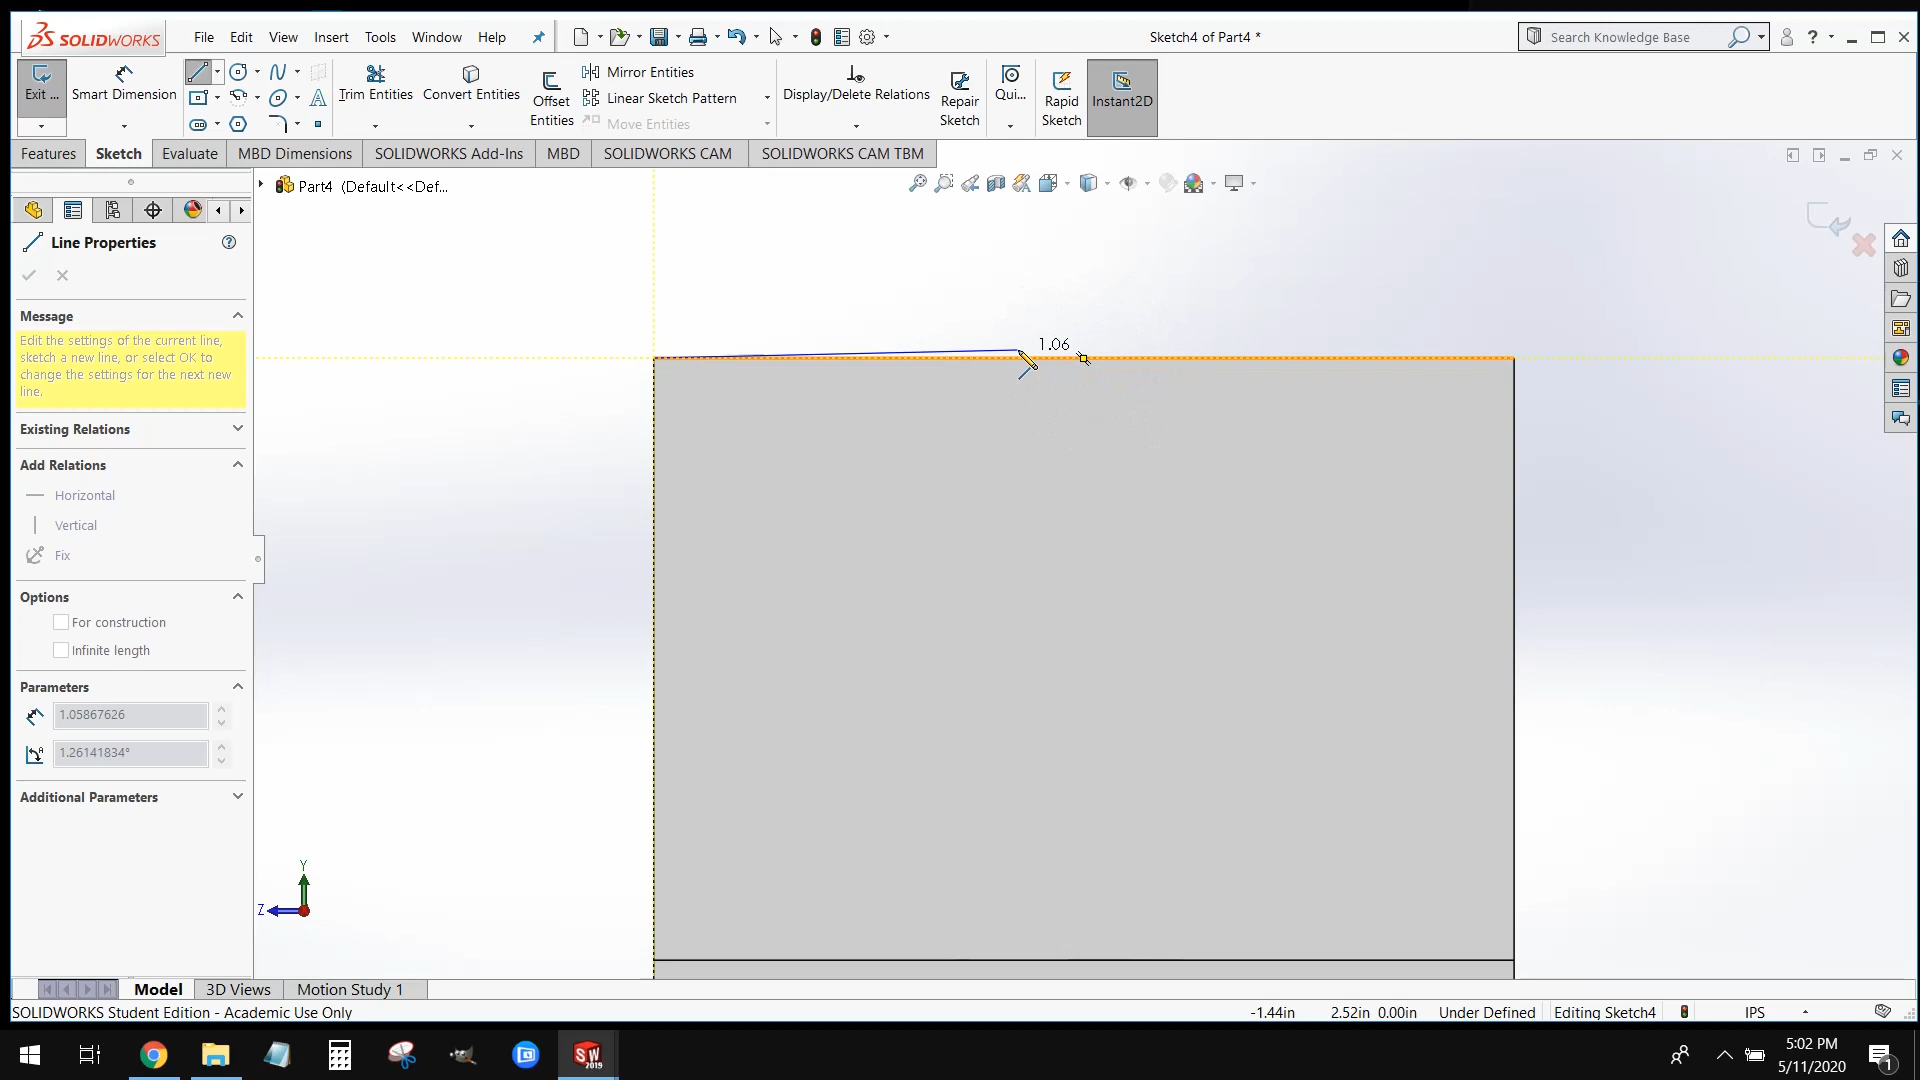 SOLIDWORKS
File Edit View Insert Tools Window Help
Sketch4 of Part4 *
Search Knowledge Base
Exit ...
Smart Dimension
Trim Entities
Convert Entities
Offset
Entities
Mirror Entities
Linear Sketch Pattern
Move Entities
Display/Delete Relations
Repair
Sketch
Qui...
Rapid
Sketch
Instant2D
Features Sketch Evaluate MBD Dimensions SOLIDWORKS Add-Ins MBD SOLIDWORKS CAM SOLIDWORKS CAM TBM
Part4 (Default<<Def...
Line Properties
Message
Edit the settings of the current line,
sketch a new line, or select OK to
change the settings for the next new
line.
Existing Relations
Add Relations
Horizontal
Vertical
Fix
Options
For construction
Infinite length
Parameters
1.05867626
1.26141834°
Additional Parameters
1.06
Y
Z
Model 3D Views Motion Study 1
SOLIDWORKS Student Edition - Academic Use Only
-1.44in 2.52in 0.00in Under Defined Editing Sketch4 IPS
SW
2019
5:02 PM
5/11/2020
1